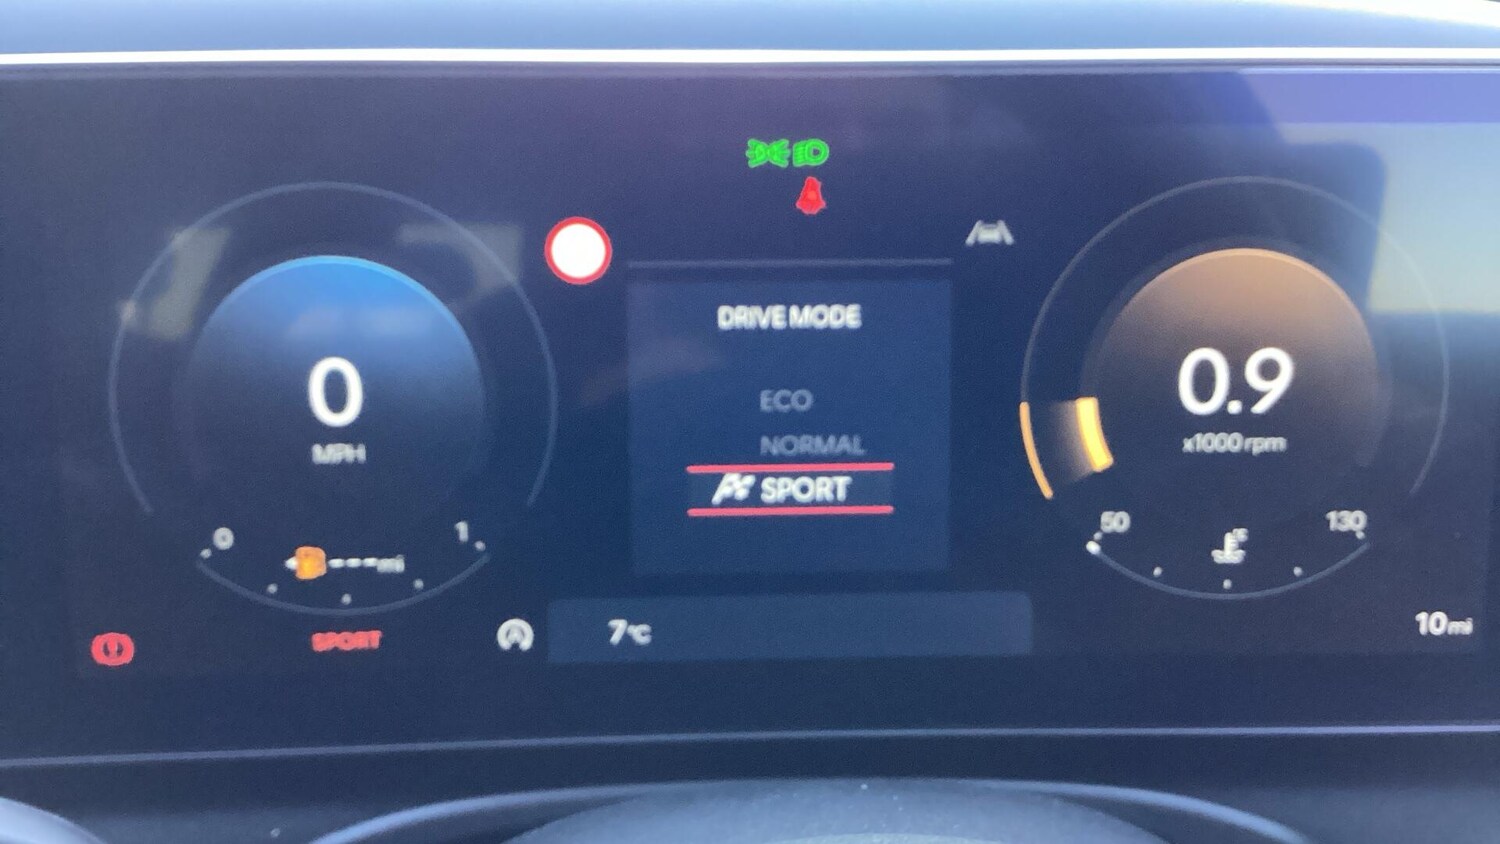 DRIVE MODE
ECO
NORMAL
SPORT
0
MPH
0 1
---mi
SPORT
7°C
0.9
x1000 rpm
50 130
°F
10mi